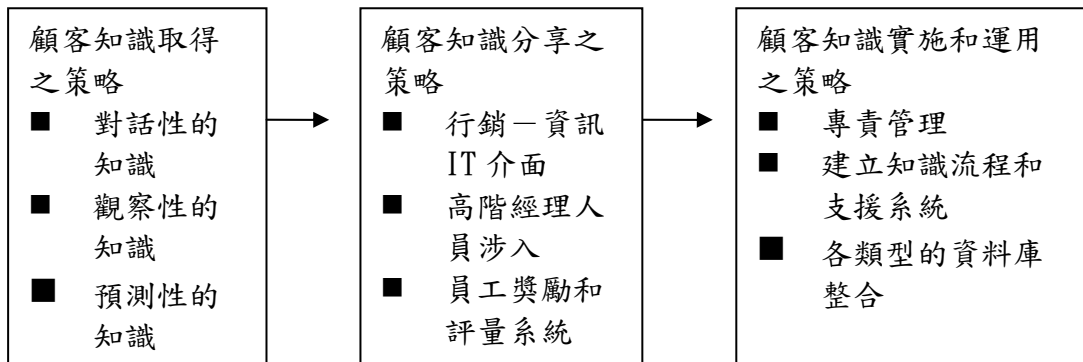 顧客知識取得
之策略
■ 對話性的
知識
■ 觀察性的
知識
■ 預測性的
知識
顧客知識分享之
策略
■ 行銷－資訊
IT 介面
■ 高階經理人
員涉入
■ 員工獎勵和
評量系統
顧客知識實施和運用
之策略
■ 專責管理
■ 建立知識流程和
支援系統
■ 各類型的資料庫
整合